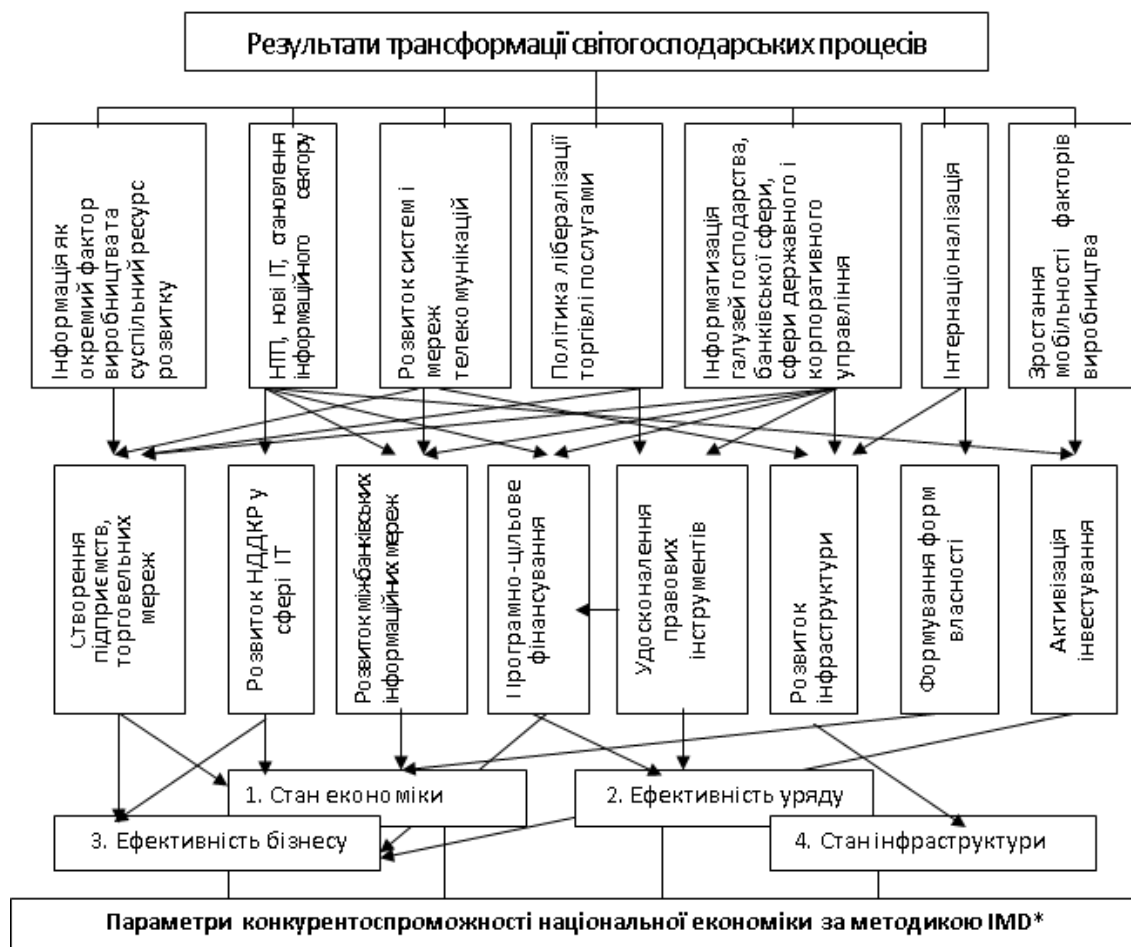 Результати трансформації світогосподарських процесів
Інформація як
окремий фактор
виробництва та
суспільний ресурс
розвитку
НТП, нові ІТ, становлення
інформаційного сектору
Розвиток систем і
мереж
телекомунікацій
Політика лібералізації
торгівлі послугами
Інформатизація
галузей господарства,
банківської сфери,
сфери державного і
корпоративного
управління
Інтернаціоналізація
Зростання
мобільності факторів
виробництва
Створення
підприємств,
торговельних
мереж
Розвиток НДДКР у
сфері ІТ
Розвиток міжбанківських
інформаційних мереж
Програмно-цільове
фінансування
Удосконалення
правових
інструментів
Розвиток
інфраструктури
Формування форм
власності
Активізація
інвестування
1. Стан економіки
2. Ефективність уряду
3. Ефективність бізнесу
4. Стан інфраструктури
Параметри конкурентоспроможності національної економіки за методикою IMD*